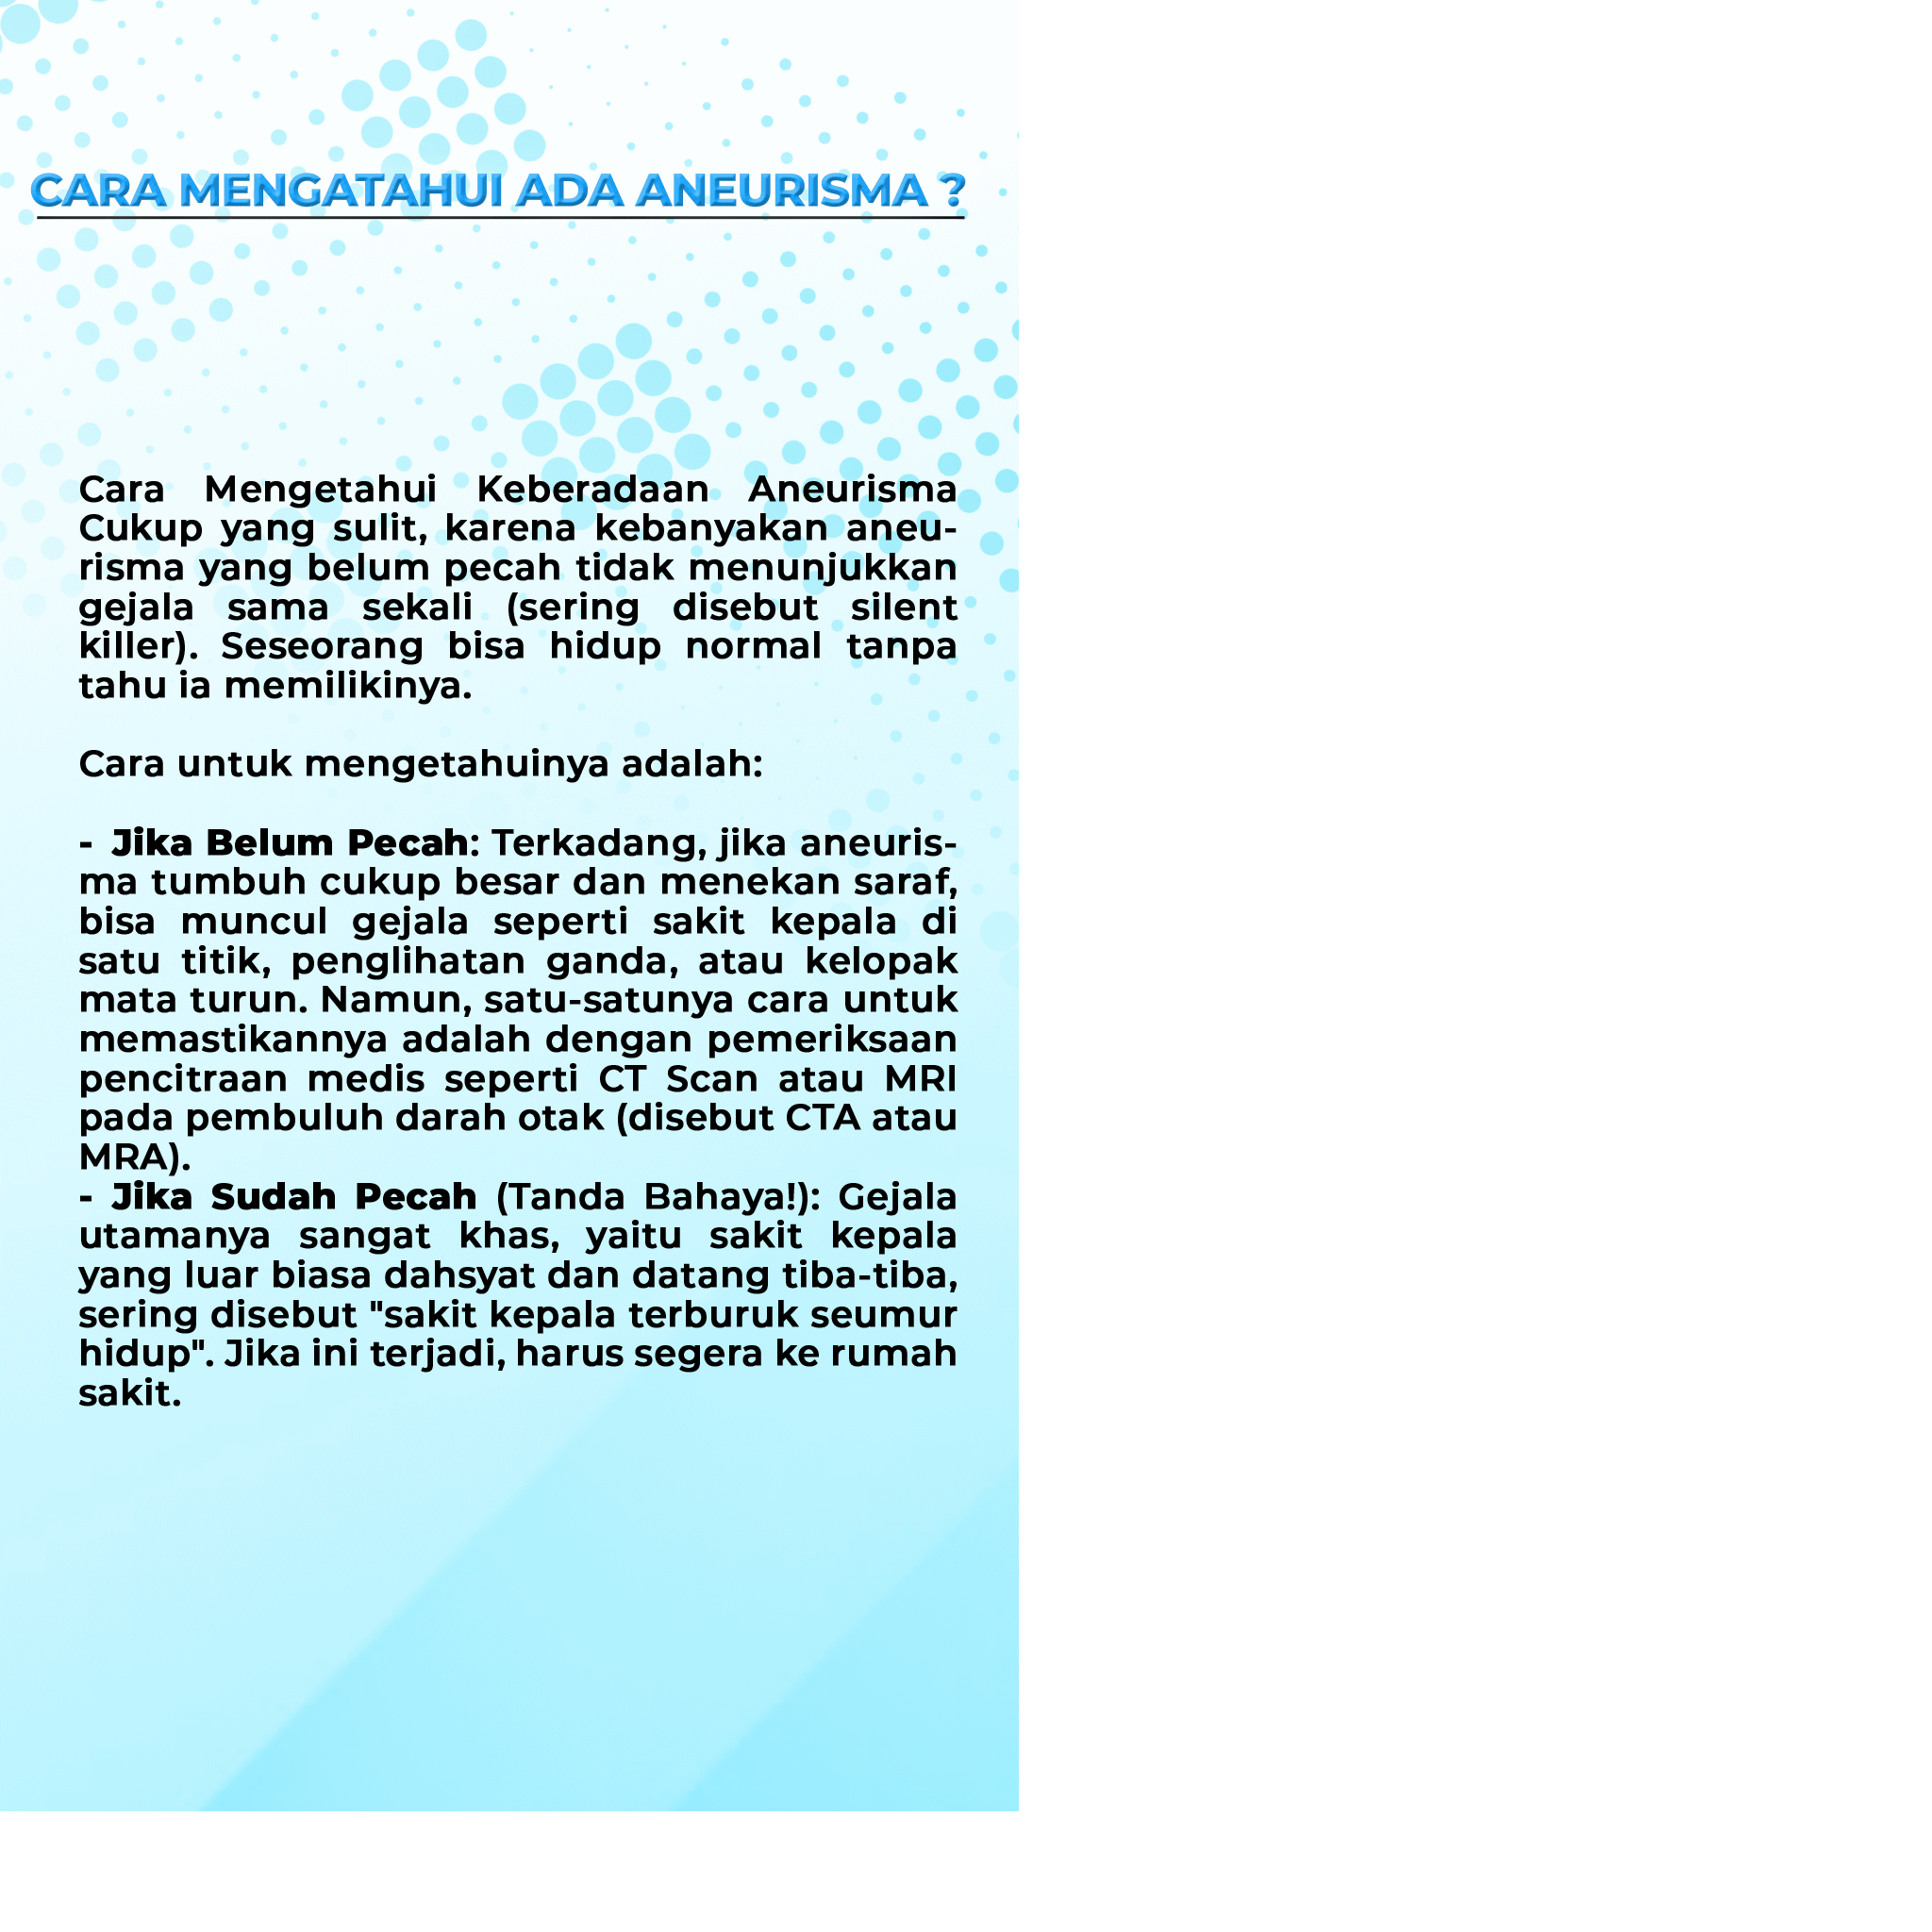 CARA MENGATAHUI ADA ANEURISMA ?
Cara Mengetahui Keberadaan Aneurisma
Cukup yang sulit, karena kebanyakan aneu-
risma yang belum pecah tidak menunjukkan
gejala sama sekali (sering disebut silent
killer). Seseorang bisa hidup normal tanpa
tahu ia memilikinya.
Cara untuk mengetahuinya adalah:
- Jika Belum Pecah: Terkadang, jika aneuris-
ma tumbuh cukup besar dan menekan saraf,
bisa muncul gejala seperti sakit kepala di
satu titik, penglihatan ganda, atau kelopak
mata turun. Namun, satu-satunya cara untuk
memastikannya adalah dengan pemeriksaan
pencitraan medis seperti CT Scan atau MRI
pada pembuluh darah otak (disebut CTA atau
MRA).
- Jika Sudah Pecah (Tanda Bahaya!): Gejala
utamanya sangat khas, yaitu sakit kepala
yang luar biasa dahsyat dan datang tiba-tiba,
sering disebut "sakit kepala terburuk seumur
hidup". Jika ini terjadi, harus segera ke rumah
sakit.